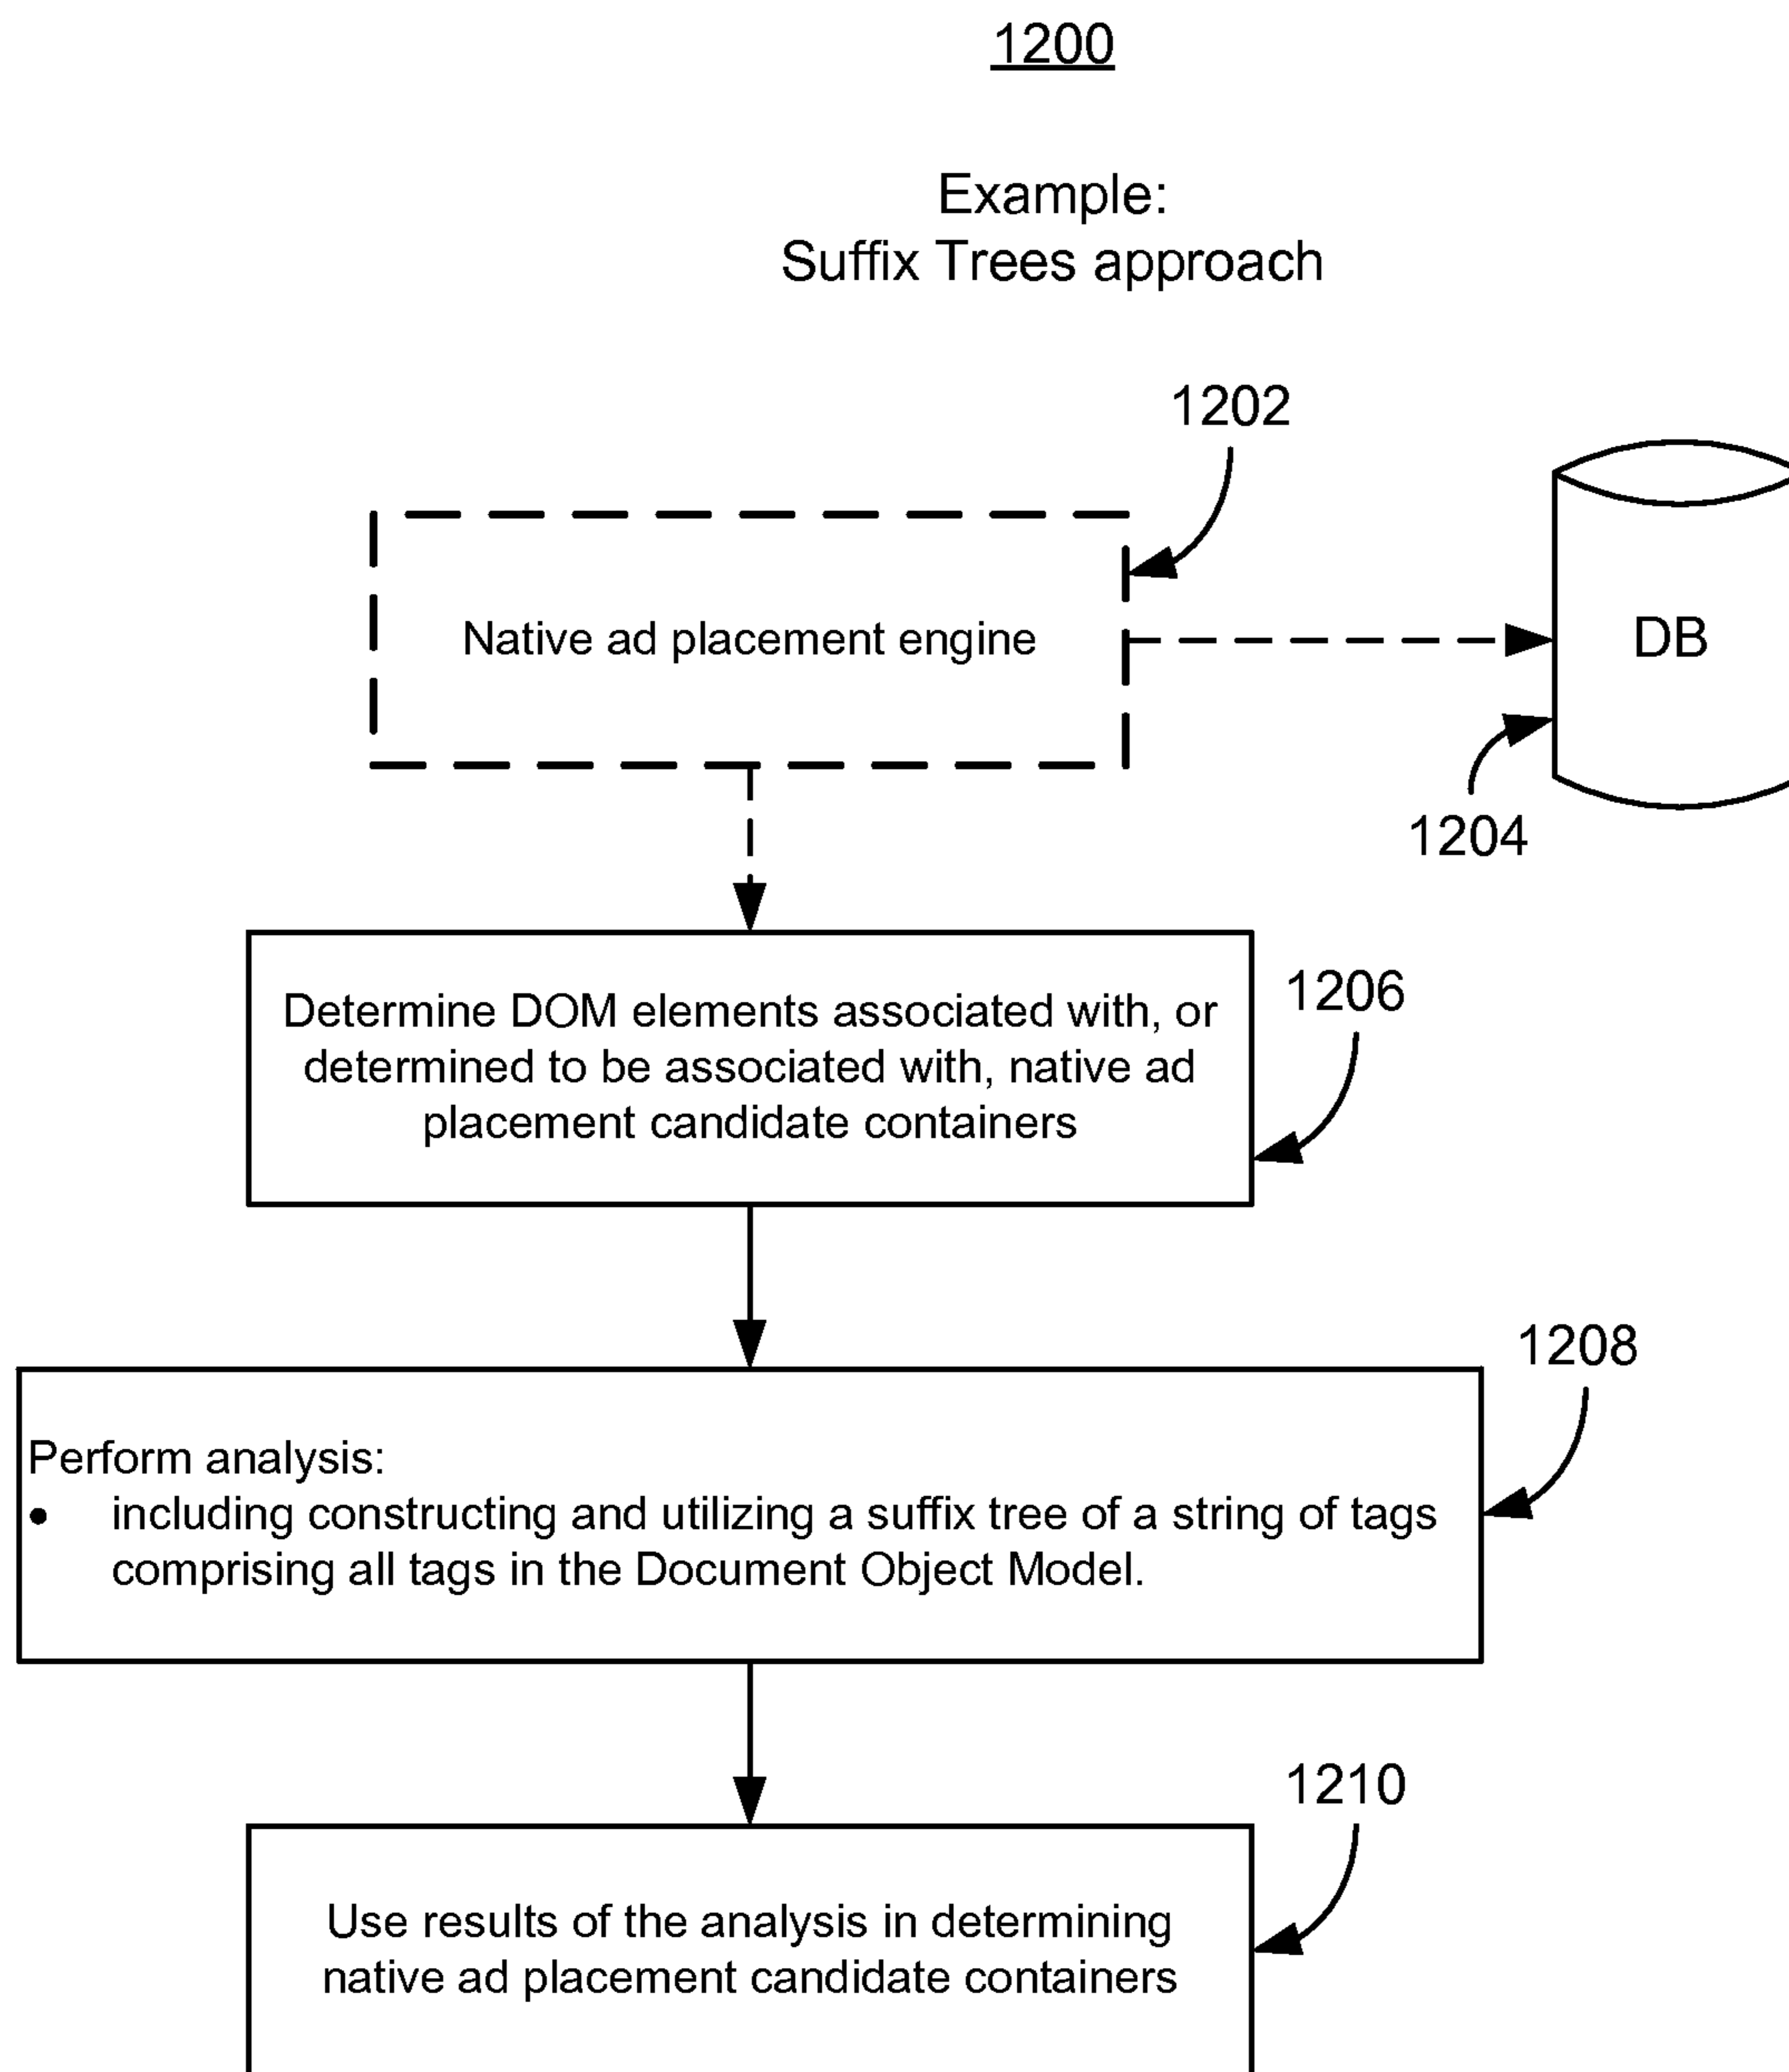 1200
Example:
Suffix Trees approach
1202
Native ad placement engine
DB
1204
Determine DOM elements associated with, or
determined to be associated with, native ad
placement candidate containers
1206
1208
Perform analysis:
• including constructing and utilizing a suffix tree of a string of tags
comprising all tags in the Document Object Model.
1210
Use results of the analysis in determining
native ad placement candidate containers